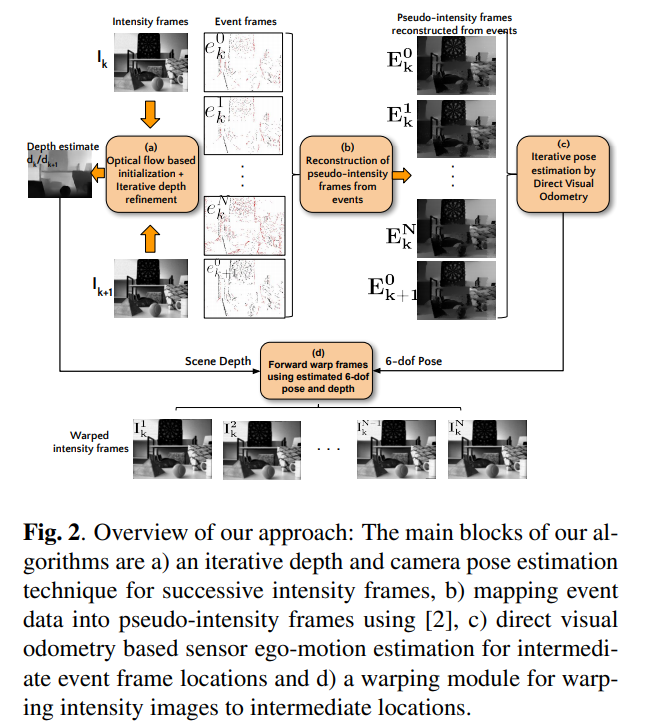 Intensity frames
Event frames
Pseudo-intensity frames
reconstructed from events
I_k
e_k^0
E_k^0
e_k^1
E_k^1
Depth estimate
d_k/d_{k+1}
(a)
Optical flow based
initialization +
Iterative depth
refinement
(b)
Reconstruction of
pseudo-intensity
frames from
events
(c)
Iterative pose
estimation by
Direct Visual
Odometry
e_k^N
E_k^N
I_{k+1}
e_{k+1}^0
E_{k+1}^0
Scene Depth
(d)
Forward warp frames
using estimated 6-dof
pose and depth
6-dof Pose
Warped
intensity frames
I_k^1
I_k^2
. . .
I_k^{N-1}
I_k^N
Fig. 2. Overview of our approach: The main blocks of our al-
gorithms are a) an iterative depth and camera pose estimation
technique for successive intensity frames, b) mapping event
data into pseudo-intensity frames using [2], c) direct visual
odometry based sensor ego-motion estimation for intermedi-
ate event frame locations and d) a warping module for warp-
ing intensity images to intermediate locations.